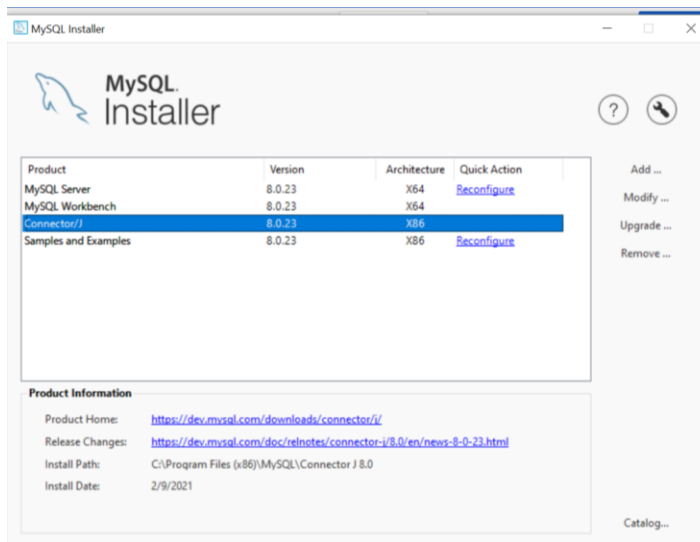 MySQL Installer
MySQL.
Installer
?
Product Version Architecture Quick Action
MySQL Server 8.0.23 X64 Reconfigure
MySQL Workbench 8.0.23 X64
Connector/J 8.0.23 X86
Samples and Examples 8.0.23 X86 Reconfigure
Add ...
Modify ...
Upgrade ...
Remove ...
Product Information
Product Home: https://dev.mysql.com/downloads/connector/j/
Release Changes: https://dev.mysql.com/doc/relnotes/connector-j/8.0/en/news-8-0-23.html
Install Path: C:\Program Files (x86)\MySQL\Connector J 8.0
Install Date: 2/9/2021
Catalog...